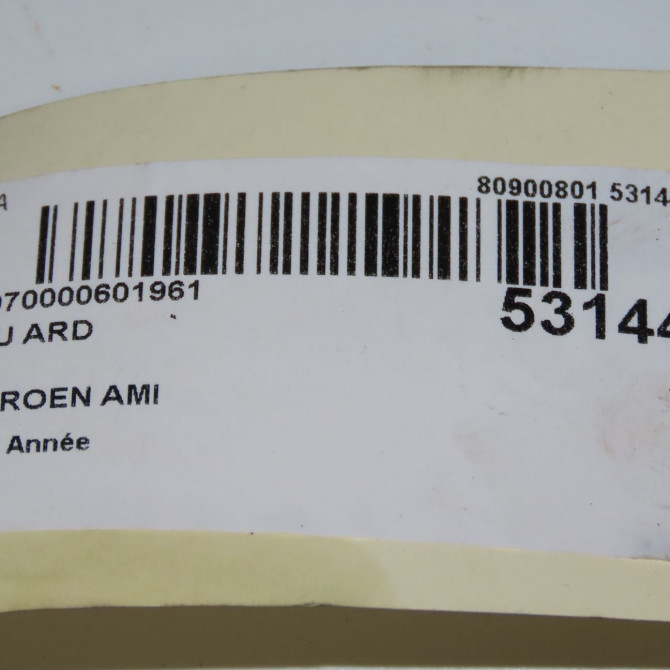 A
80900801 5314
070000601961
53144
U ARD
ROEN AMI
Année